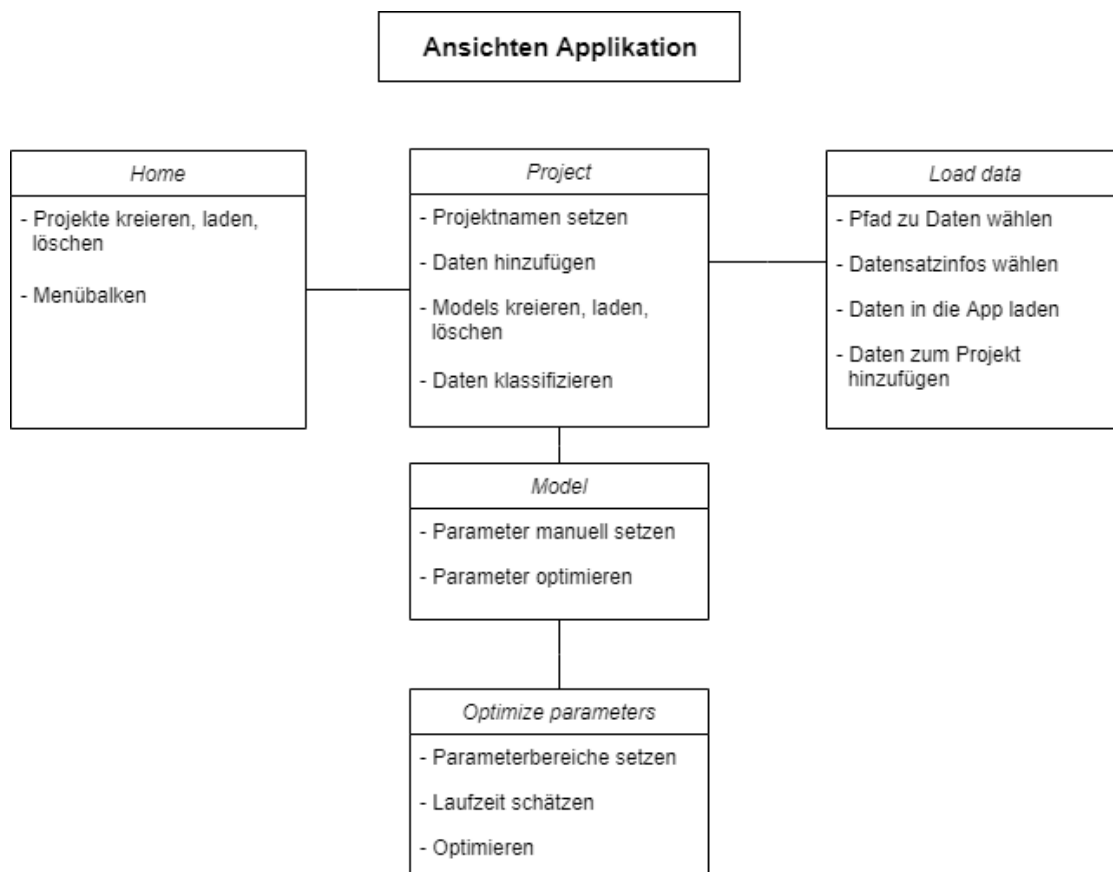 Ansichten Applikation
Home
- Projekte kreieren, laden,
löschen
- Menübalken
Project
- Projektnamen setzen
- Daten hinzufügen
- Models kreieren, laden,
löschen
- Daten klassifizieren
Load data
- Pfad zu Daten wählen
- Datensatzinfos wählen
- Daten in die App laden
- Daten zum Projekt
hinzufügen
Model
- Parameter manuell setzen
- Parameter optimieren
Optimize parameters
- Parameterbereiche setzen
- Laufzeit schätzen
- Optimieren